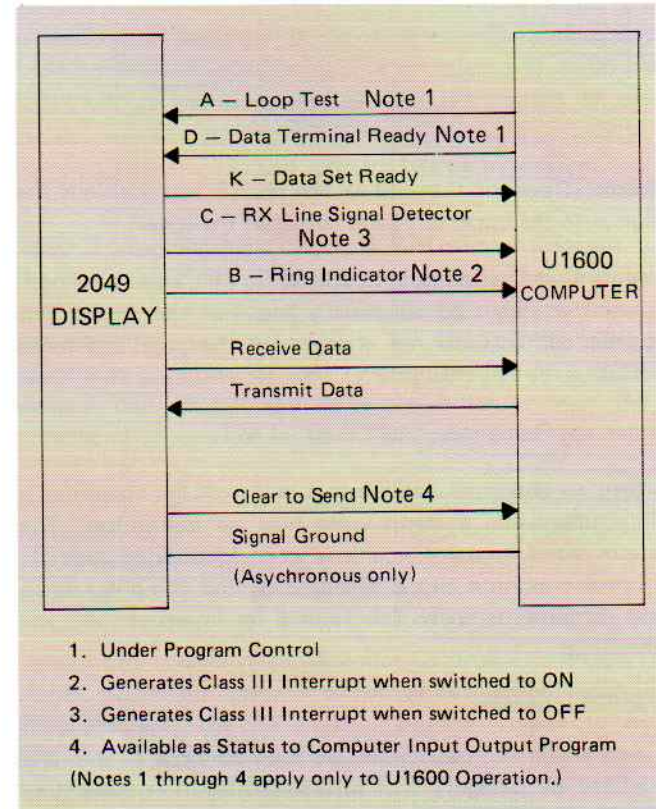 A – Loop Test Note 1
D – Data Terminal Ready Note 1
K – Data Set Ready
C – RX Line Signal Detector
Note 3
B – Ring Indicator Note 2
2049
DISPLAY
U1600
COMPUTER
Receive Data
Transmit Data
Clear to Send Note 4
Signal Ground
(Asychronous only)
1. Under Program Control
2. Generates Class III Interrupt when switched to ON
3. Generates Class III Interrupt when switched to OFF
4. Available as Status to Computer Input Output Program
(Notes 1 through 4 apply only to U1600 Operation.)